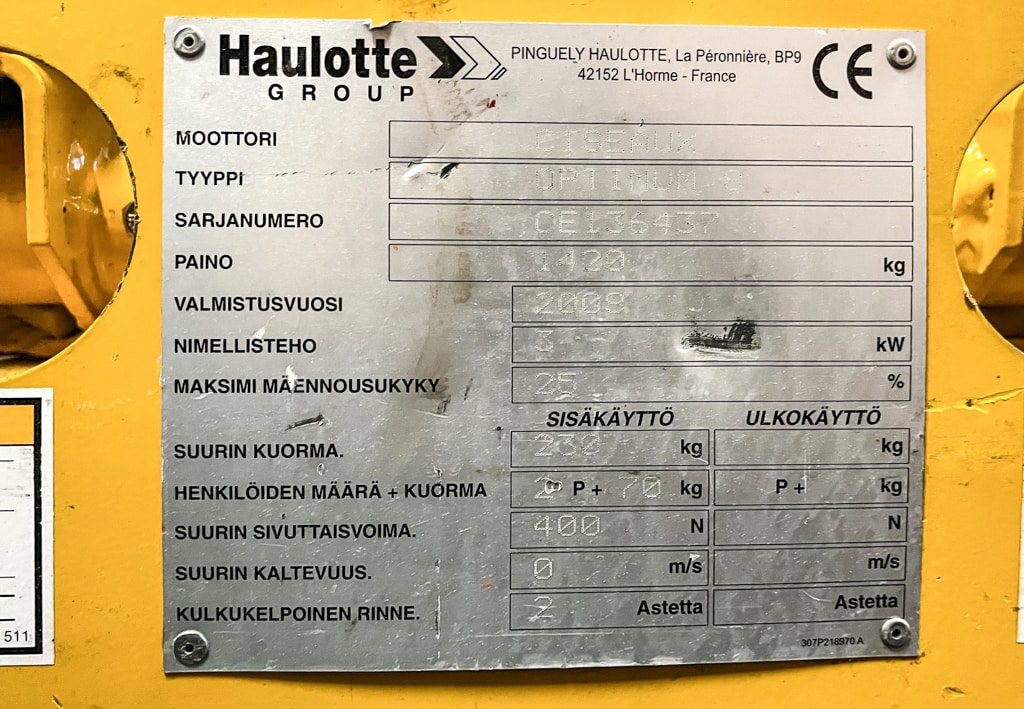 Haulotte
GROUP
PINGUELY HAULOTTE, La Péronnière, BP9
42152 L'Horme - France
CE
MOOTTORI CISEAUX
TYYPPI OPTIMUM 8
SARJANUMERO CE136437
PAINO 1420 kg
VALMISTUSVUOSI 2008
NIMELLISTEHO 3 kW
MAKSIMI MÄENNOUSUKYKY 25 %
SISÄKÄYTTÖ ULKOKÄYTTÖ
SUURIN KUORMA. 230 kg kg
HENKILÖIDEN MÄÄRÄ + KUORMA 2 P + 70 kg P + kg
SUURIN SIVUTTAISVOIMA. 400 N N
SUURIN KALTEVUUS. 0 m/s m/s
KULKUKELPOINEN RINNE. 2 Astetta Astetta
307P218970 A
511